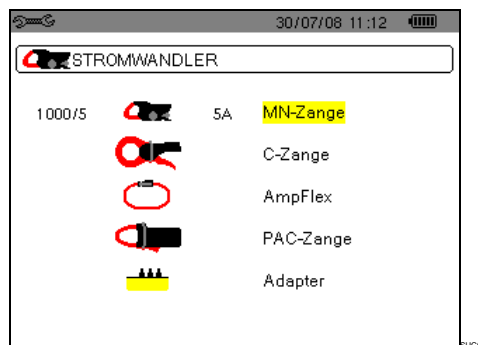 30/07/08 11:12
STROMWANDLER
1000/5 5A MN-Zange
C-Zange
AmpFlex
PAC-Zange
Adapter